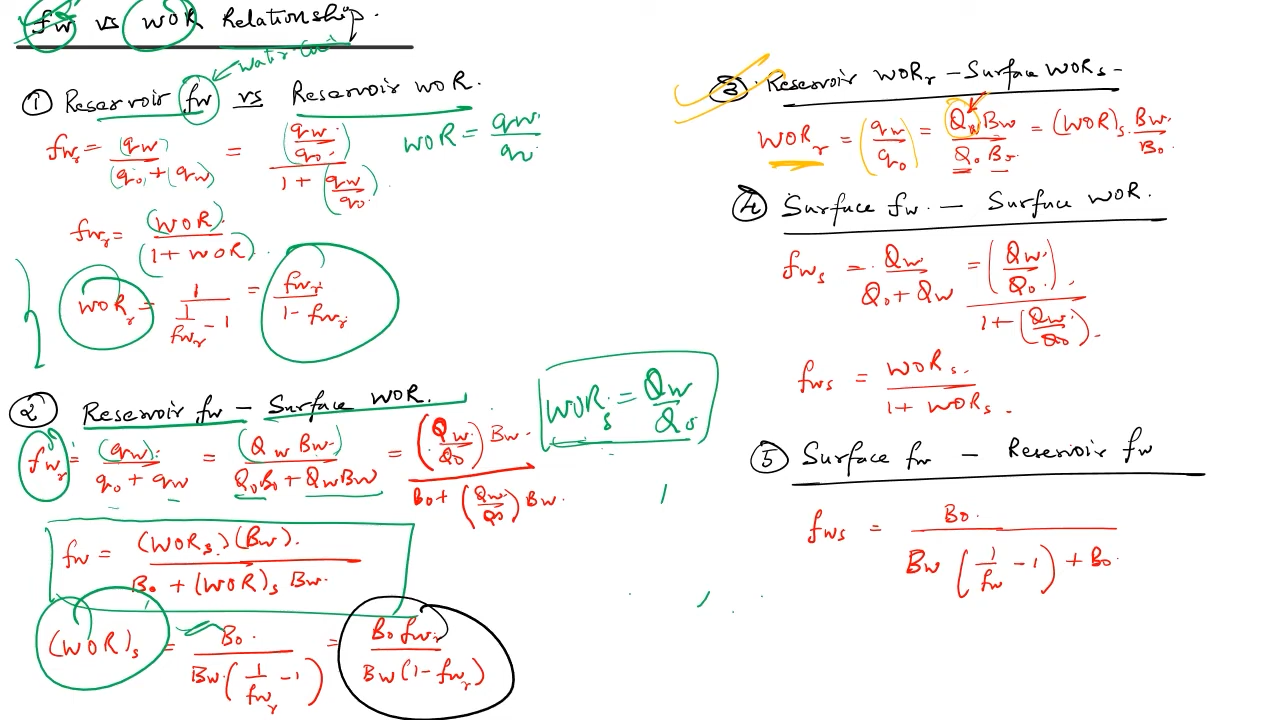 fw vs WOR Relationship.
water cut
① Reservoir fw vs Reservoir WOR.
fws = (qw) / (qo) + (qw) = (qw/qo) / 1 + (qw/qo)
WOR = qw / qo
fwr = (WOR) / (1 + WOR)
WORr = 1 / (1/fwr - 1) = fwr / 1 - fwr
② Reservoir fw - Surface WOR.
fwr = (qw) / qo + qw = (Qw Bw) / QoBo + QwBw = (Qw/Qo) Bw / Bo + (Qw/Qo) Bw.
WORs = Qw / Qo
fw = (WORs)(Bw). / Bo + (WOR)s Bw.
(WOR)s = Bo. / Bw (1/fwr - 1) = Bo fwr / Bw (1 - fwr)
③ Reservoir WORr - Surface WORs -
WORr = (qw/qo) = Qw Bw / Qo Bo = (WOR)s. Bw/Bo.
④ Surface fw. - Surface WOR.
fws = Qw / Qo + Qw = (Qw/Qo) / 1 + (Qw/Qo).
fws = WORs / 1 + WORs.
⑤ Surface fw - Reservoir fw
fws = Bo. / Bw (1/fw - 1) + Bo